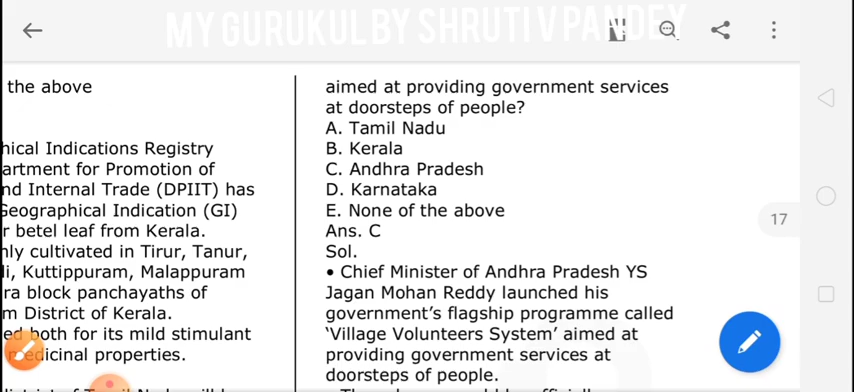 MY GURUKUL BY SHRUTI V PANDEY
the above
hical Indications Registry
artment for Promotion of
nd Internal Trade (DPIIT) has
Geographical Indication (GI)
r betel leaf from Kerala.
nly cultivated in Tirur, Tanur,
li, Kuttippuram, Malappuram
ra block panchayaths of
m District of Kerala.
ed both for its mild stimulant
medicinal properties.
aimed at providing government services
at doorsteps of people?
A. Tamil Nadu
B. Kerala
C. Andhra Pradesh
D. Karnataka
E. None of the above
Ans. C
Sol.
• Chief Minister of Andhra Pradesh YS
Jagan Mohan Reddy launched his
government's flagship programme called
'Village Volunteers System' aimed at
providing government services at
doorsteps of people.
17